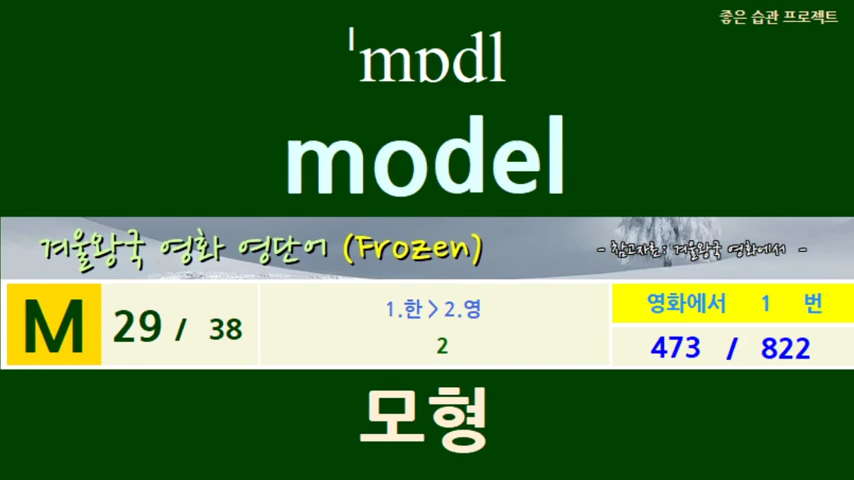 좋은 습관 프로젝트
ˈmɒdl
model
겨울왕국 영화 영단어 (Frozen)
- 참고자료: 겨울왕국 영화에서 -
M 29 / 38
1.한 > 2.영
2
영화에서 1 번
473 / 822
모형